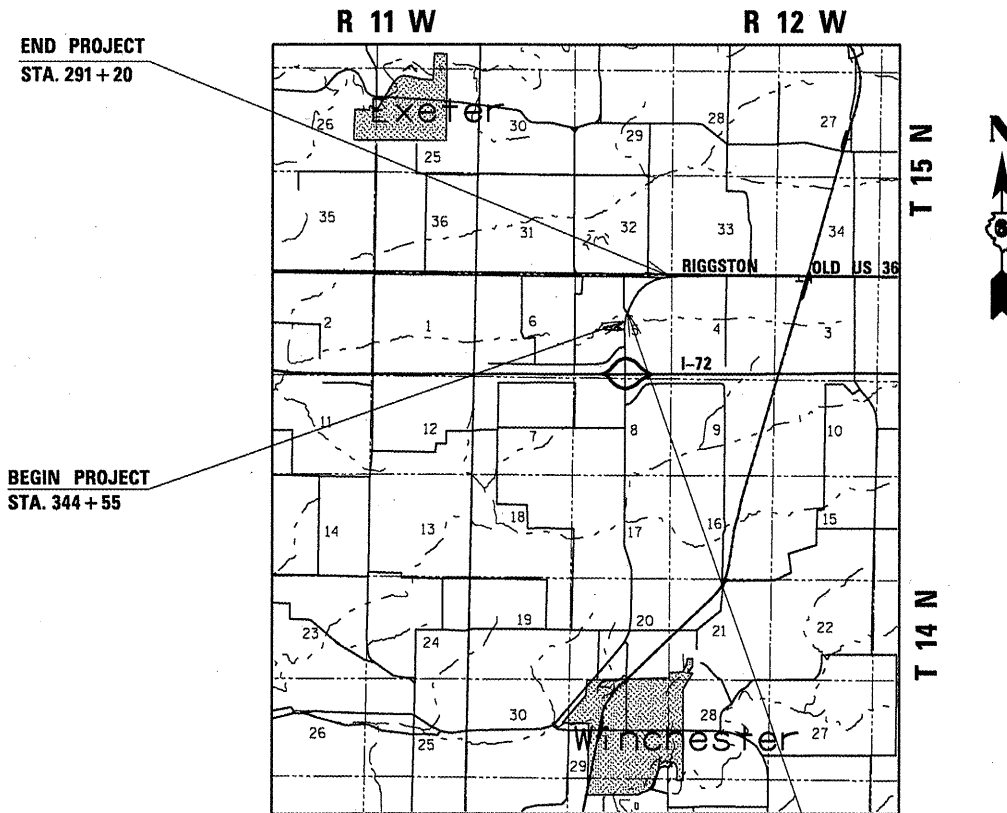 R 11 W R 12 W
END PROJECT
STA. 291+20
Exeter
26 30 29 28 27
25
T 15 N
N
6
35 36 31 32 33 34
RIGGSTON OLD US 36
2 1 6 5 4 3
I-72
11 12 7 8 9 10
BEGIN PROJECT
STA. 344+55
14 13 18 17 16 15
T 14 N
23 24 19 20 21 22
26 25 30 29 28 27
Winchester